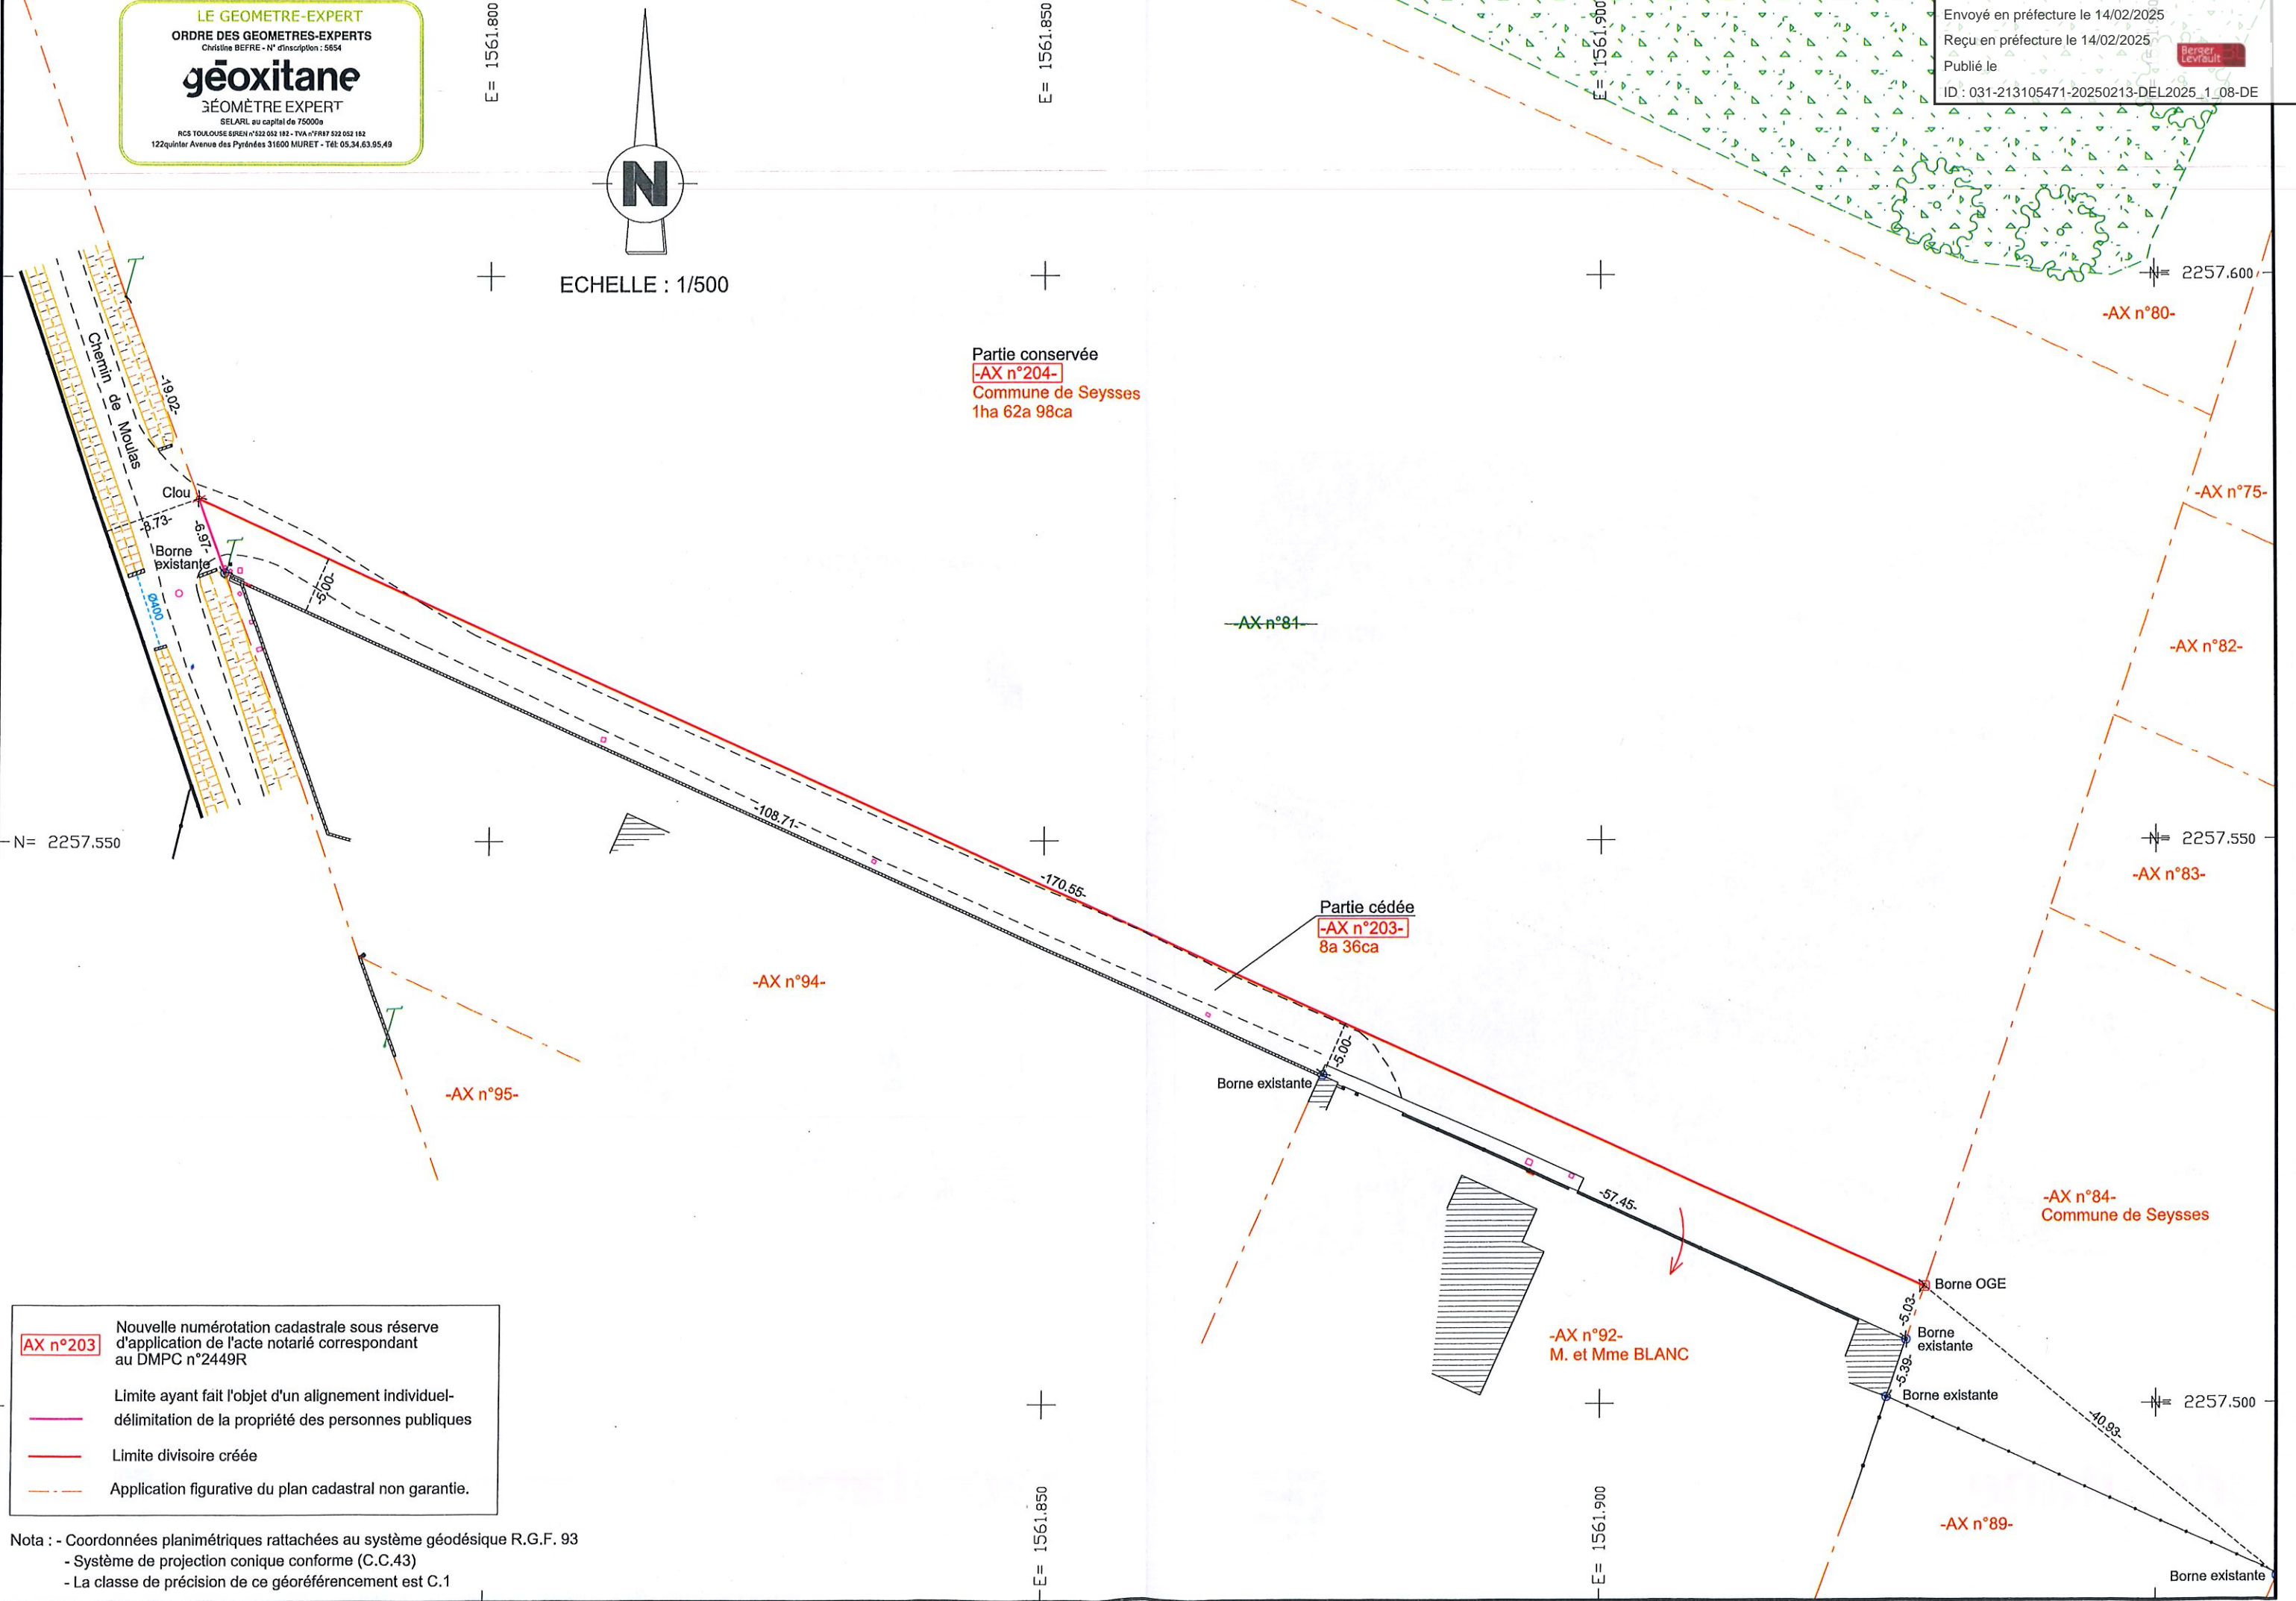 LE GEOMETRE-EXPERT
ORDRE DES GEOMETRES-EXPERTS
Christine BEFRE - N° d'inscription : 5654
géoxitane
GÉOMÈTRE EXPERT
SELARL au capital de 75000e
RCS TOULOUSE SIREN n°522 052 182 - TVA n°FR87 522 052 182
122quinter Avenue des Pyrénées 31600 MURET - Tél: 05.34.63.95.49
E= 1561.800
E= 1561.850
E= 1561.900
Envoyé en préfecture le 14/02/2025
Reçu en préfecture le 14/02/2025
Publié le
Berger
Levrault
ID : 031-213105471-20250213-DEL2025_1_08-DE
N
ECHELLE : 1/500
N= 2257.600
-AX n°80-
Partie conservée
-AX n°204-
Commune de Seysses
1ha 62a 98ca
Chemin de Moulas
-19.02-
-AX n°75-
Clou
-8.73-
-6.97-
Borne
existante
-5.00-
Ø400
-AX n°81-
-AX n°82-
-108.71-
N= 2257.550
N= 2257.550
-AX n°83-
-170.55-
Partie cédée
-AX n°203-
8a 36ca
-AX n°94-
-5.00-
Borne existante
-AX n°95-
-57.45-
-AX n°84-
Commune de Seysses
Borne OGE
-5.03-
Borne
existante
-5.39-
Borne existante
-AX n°92-
M. et Mme BLANC
N= 2257.500
-40.93-
AX n°203
Nouvelle numérotation cadastrale sous réserve
d'application de l'acte notarié correspondant
au DMPC n°2449R
Limite ayant fait l'objet d'un alignement individuel-
délimitation de la propriété des personnes publiques
Limite divisoire créée
Application figurative du plan cadastral non garantie.
E= 1561.850
E= 1561.900
-AX n°89-
Borne existante
Nota : - Coordonnées planimétriques rattachées au système géodésique R.G.F. 93
- Système de projection conique conforme (C.C.43)
- La classe de précision de ce géoréférencement est C.1